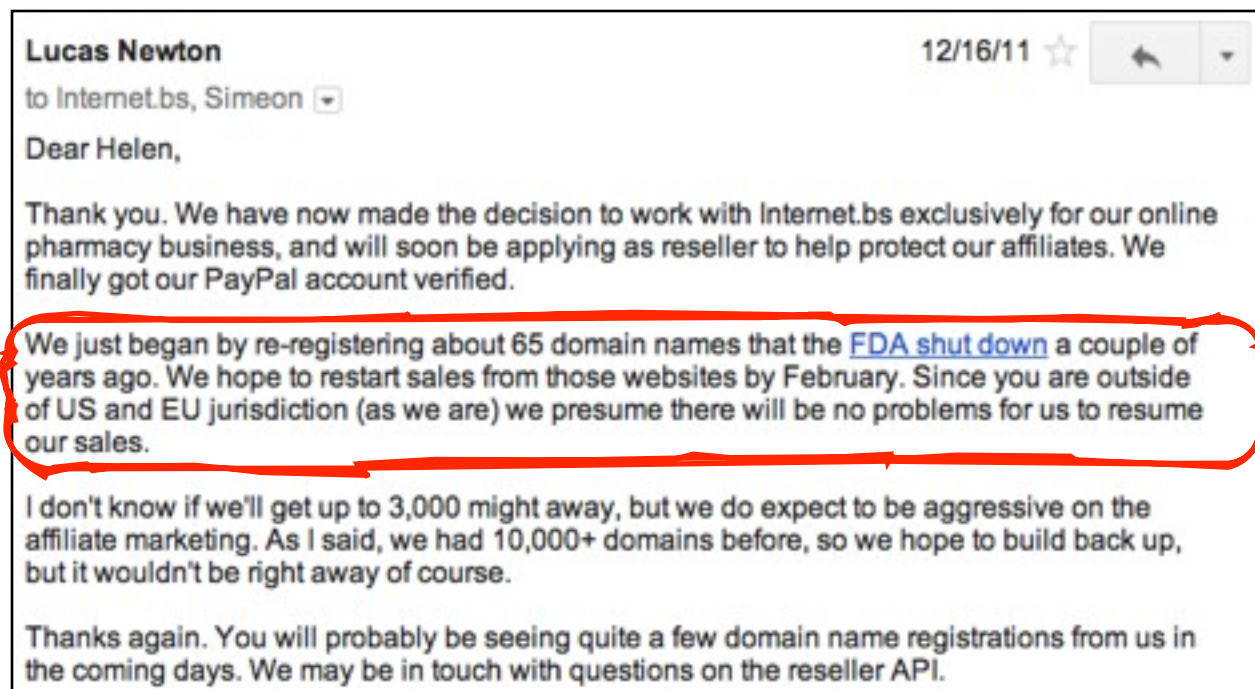 Lucas Newton 12/16/11
to Internet.bs, Simeon
Dear Helen,
Thank you. We have now made the decision to work with Internet.bs exclusively for our online
pharmacy business, and will soon be applying as reseller to help protect our affiliates. We
finally got our PayPal account verified.
We just began by re-registering about 65 domain names that the FDA shut down a couple of
years ago. We hope to restart sales from those websites by February. Since you are outside
of US and EU jurisdiction (as we are) we presume there will be no problems for us to resume
our sales.
I don't know if we'll get up to 3,000 might away, but we do expect to be aggressive on the
affiliate marketing. As I said, we had 10,000+ domains before, so we hope to build back up,
but it wouldn't be right away of course.
Thanks again. You will probably be seeing quite a few domain name registrations from us in
the coming days. We may be in touch with questions on the reseller API.